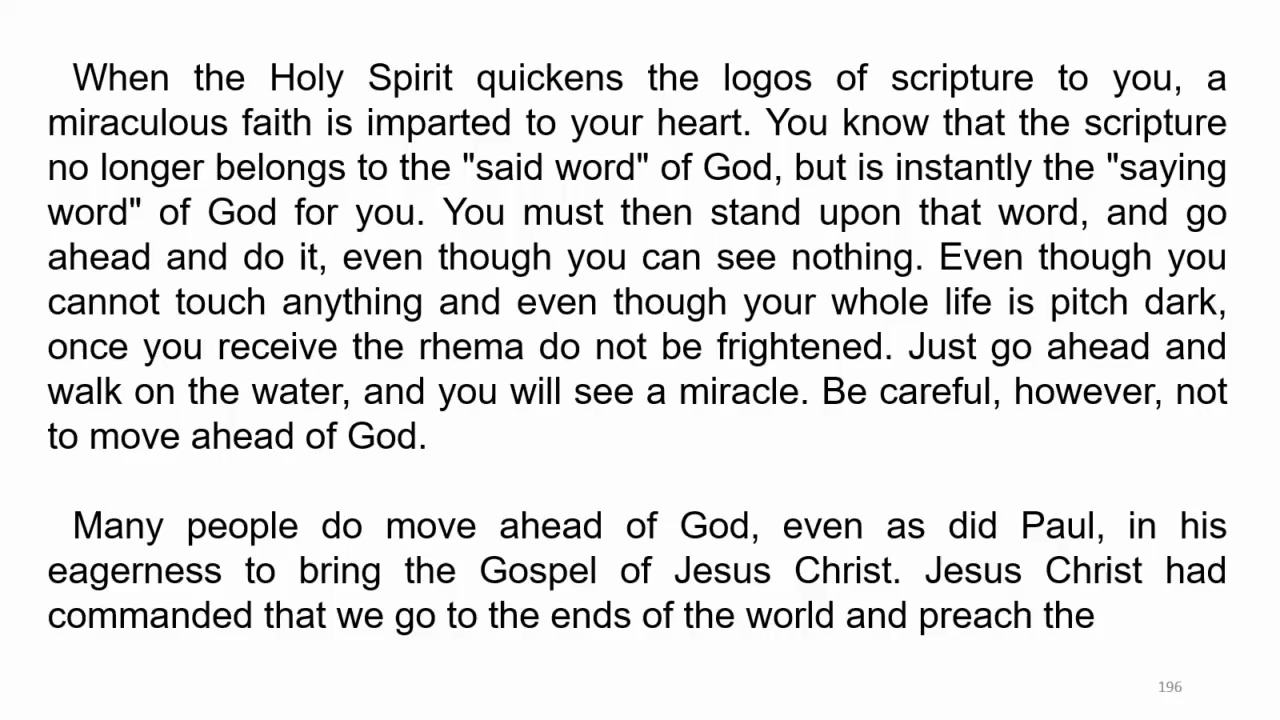 When the Holy Spirit quickens the logos of scripture to you, a
miraculous faith is imparted to your heart. You know that the scripture
no longer belongs to the "said word" of God, but is instantly the "saying
word" of God for you. You must then stand upon that word, and go
ahead and do it, even though you can see nothing. Even though you
cannot touch anything and even though your whole life is pitch dark,
once you receive the rhema do not be frightened. Just go ahead and
walk on the water, and you will see a miracle. Be careful, however, not
to move ahead of God.
Many people do move ahead of God, even as did Paul, in his
eagerness to bring the Gospel of Jesus Christ. Jesus Christ had
commanded that we go to the ends of the world and preach the
196